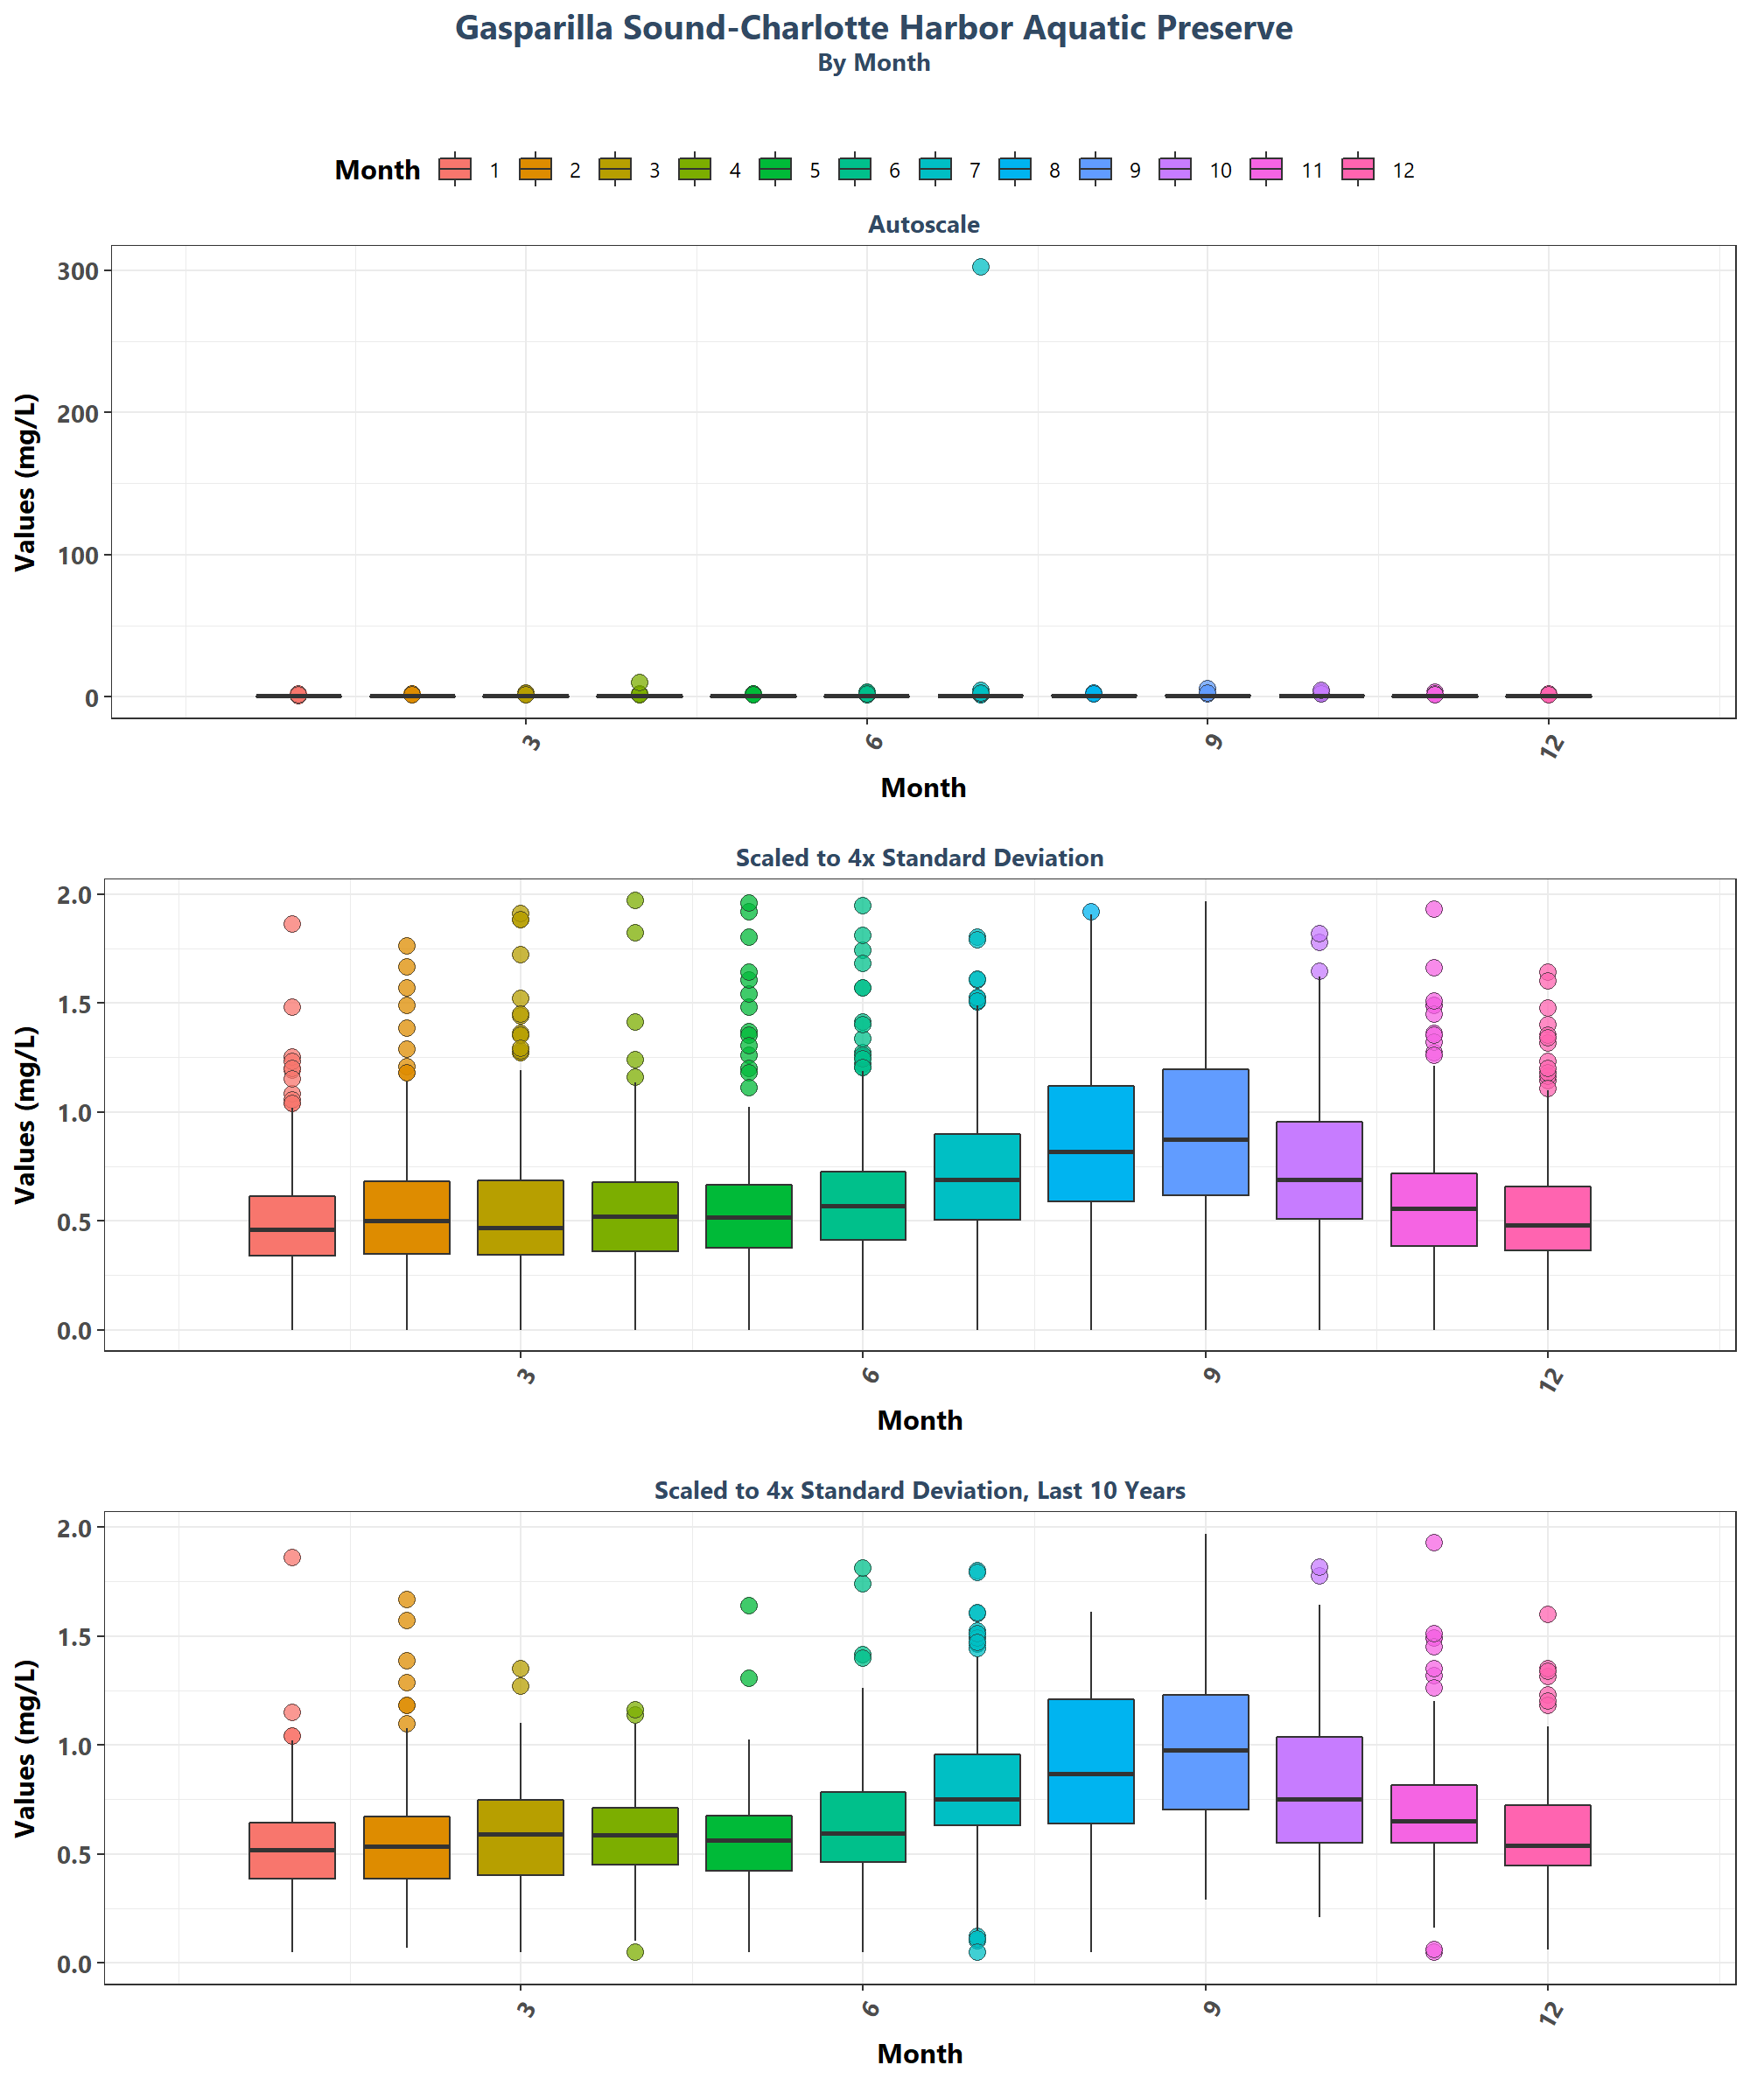 Gasparilla Sound-Charlotte Harbor Aquatic Preserve
By Month
Month 1 2 3 4 5 6 7 8 9 10 11 12
Autoscale
Values (mg/L)
300
200
100
0
3 6 9 12
Month
Scaled to 4x Standard Deviation
Values (mg/L)
2.0
1.5
1.0
0.5
0.0
3 6 9 12
Month
Scaled to 4x Standard Deviation, Last 10 Years
Values (mg/L)
2.0
1.5
1.0
0.5
0.0
3 6 9 12
Month